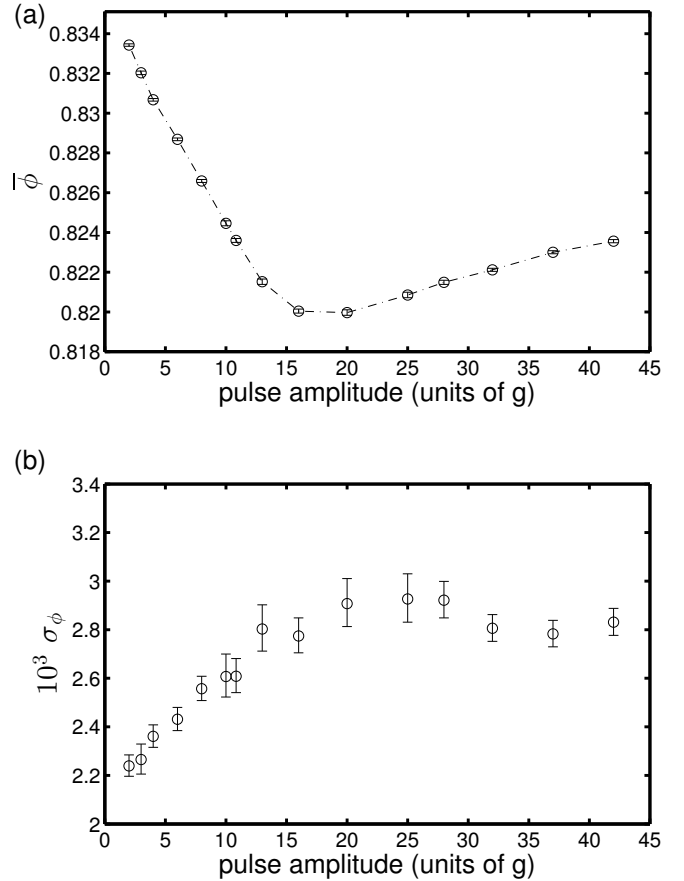 (a)
0.834
0.832
0.83
0.828
0.826
0.824
0.822
0.82
0.818
ϕ̅
0 5 10 15 20 25 30 35 40 45
pulse amplitude (units of g)
(b)
3.4
3.2
3
2.8
2.6
2.4
2.2
2
10³ σ_ϕ
0 5 10 15 20 25 30 35 40 45
pulse amplitude (units of g)